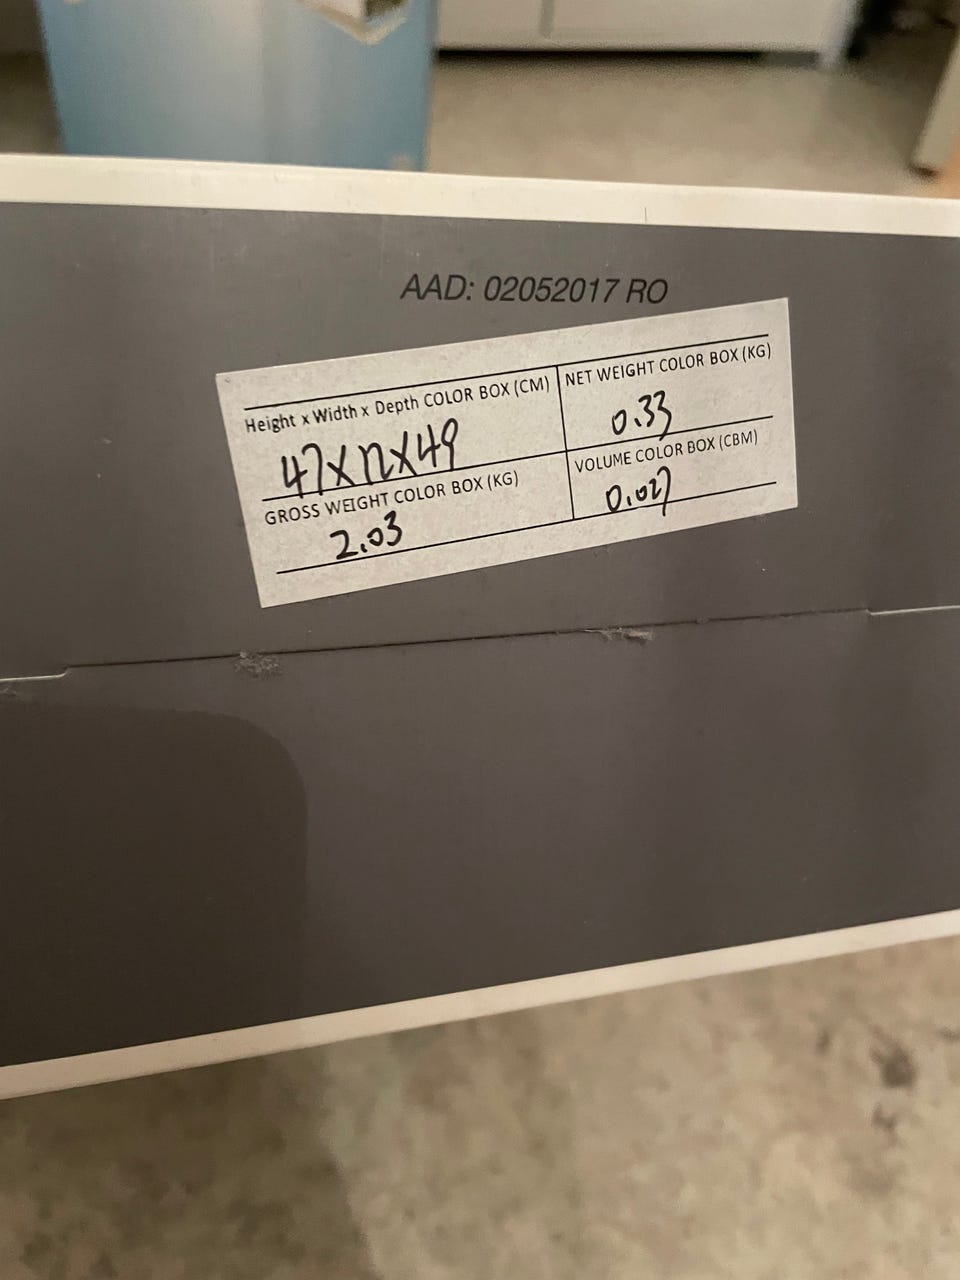 AAD: 02052017 RO
Height x Width x Depth COLOR BOX (CM)
47X12X49
NET WEIGHT COLOR BOX (KG)
0.33
GROSS WEIGHT COLOR BOX (KG)
2.03
VOLUME COLOR BOX (CBM)
0.027